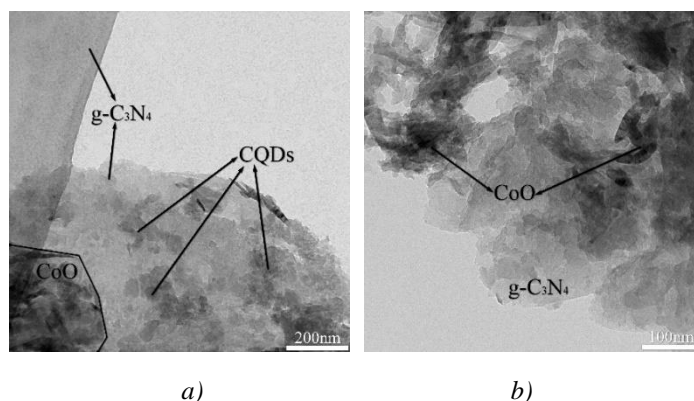 g-C₃N₄
CQDs
CoO
200nm
CoO
g-C₃N₄
100nm
a)
b)